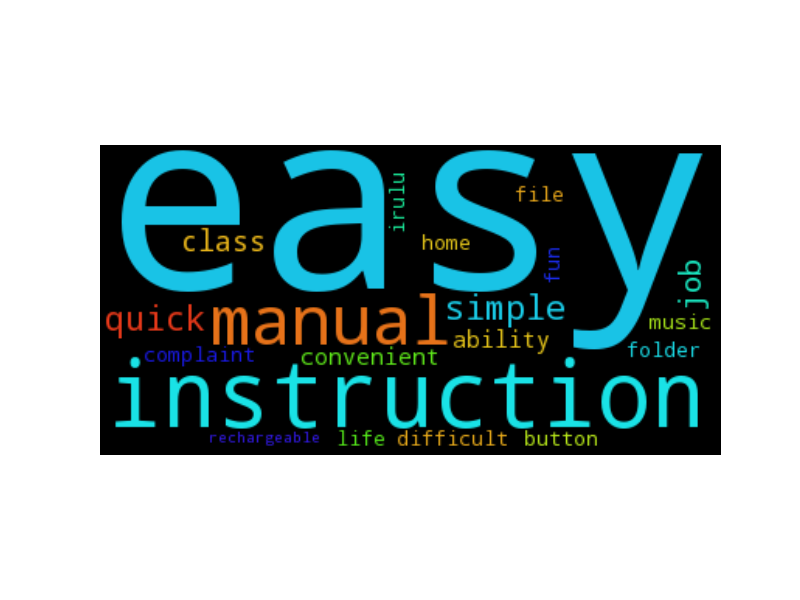 easy
irulu
file
class
home
fun
job
quick
manual
simple
music
ability
folder
complaint
convenient
instruction
rechargeable
life
difficult
button